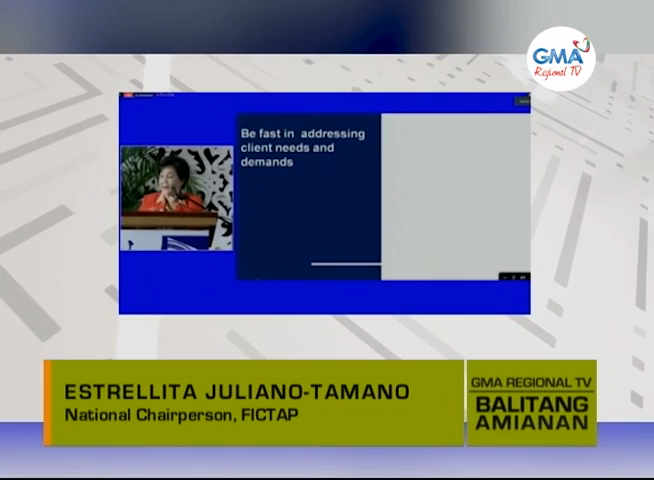 GMA
Regional TV
Be fast in addressing
client needs and
demands
ESTRELLITA JULIANO-TAMANO
National Chairperson, FICTAP
GMA REGIONAL TV
BALITANG
AMIANAN